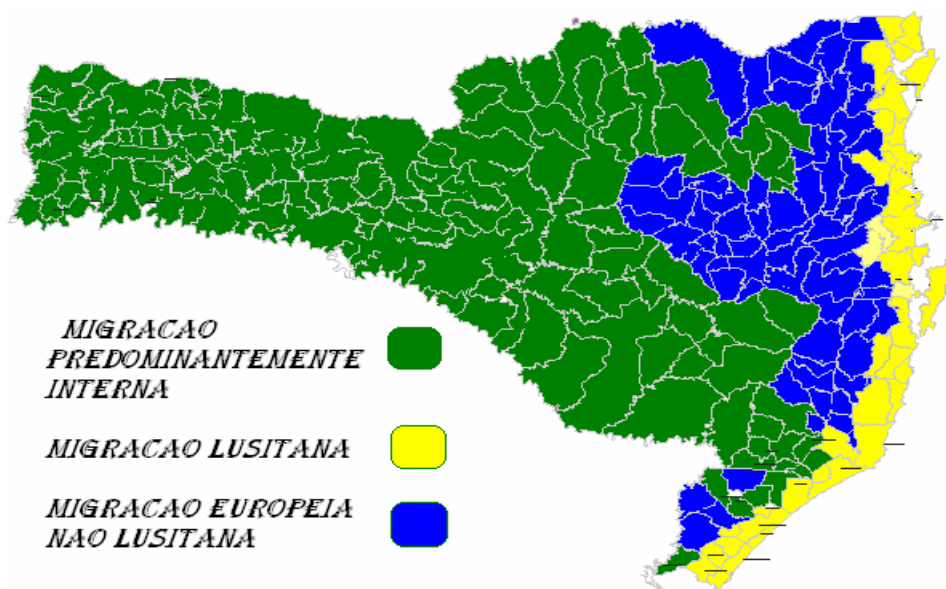 MIGRACAO
PREDOMINANTEMENTE
INTERNA
MIGRACAO LUSITANA
MIGRACAO EUROPEIA
NAO LUSITANA